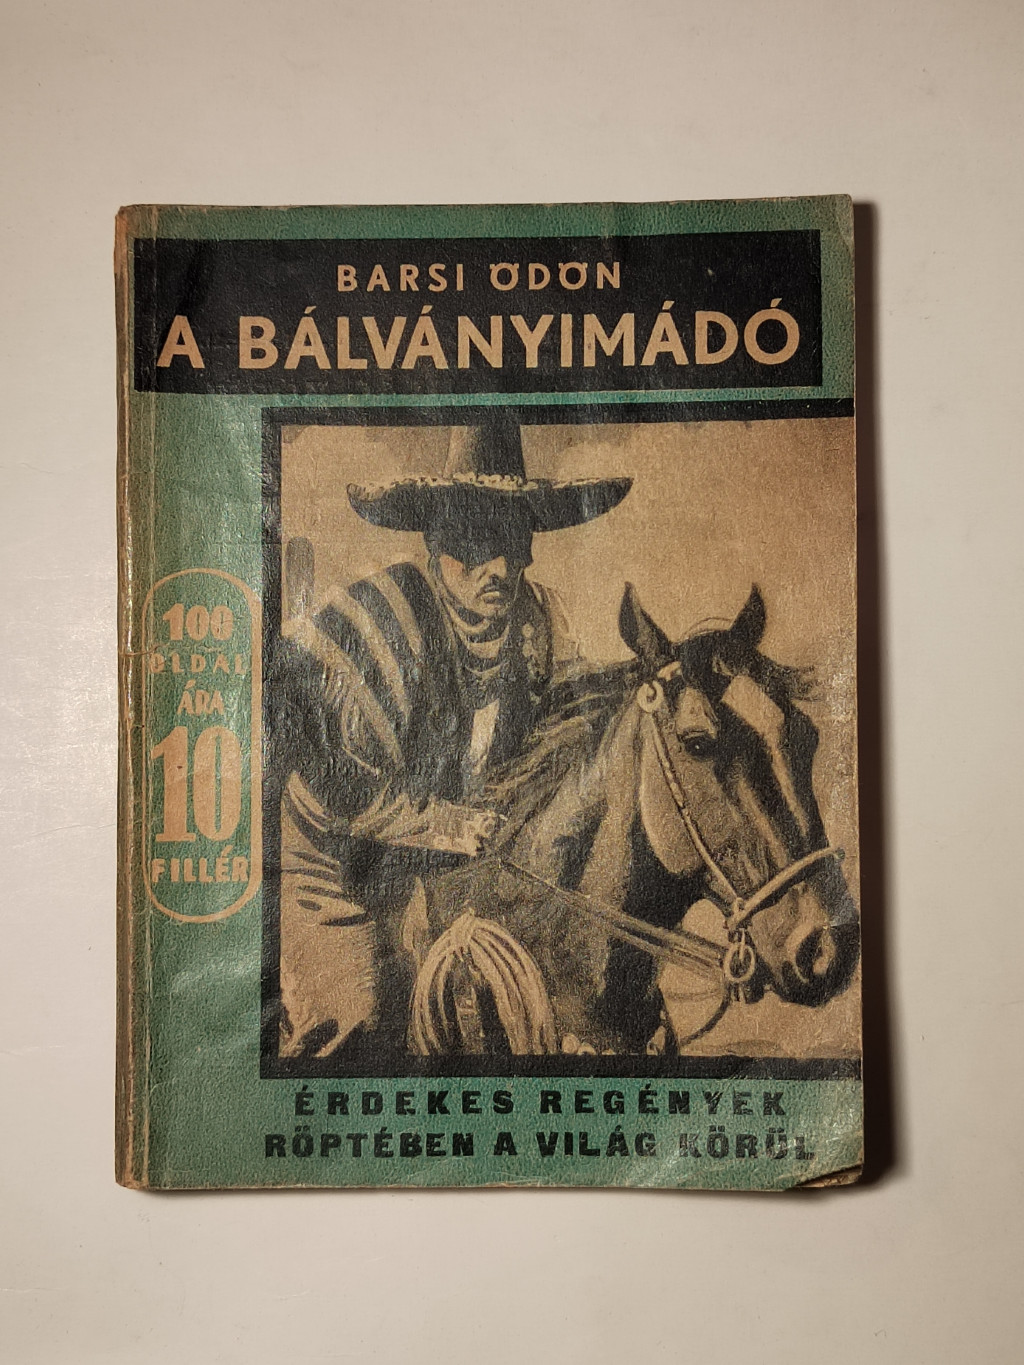 BARSI ÖDÖN
A BÁLVÁNYIMÁDÓ
100
OLDAL
ÁRA
10
FILLÉR
ÉRDEKES REGÉNYEK
RÖPTÉBEN A VILÁG KÖRÜL